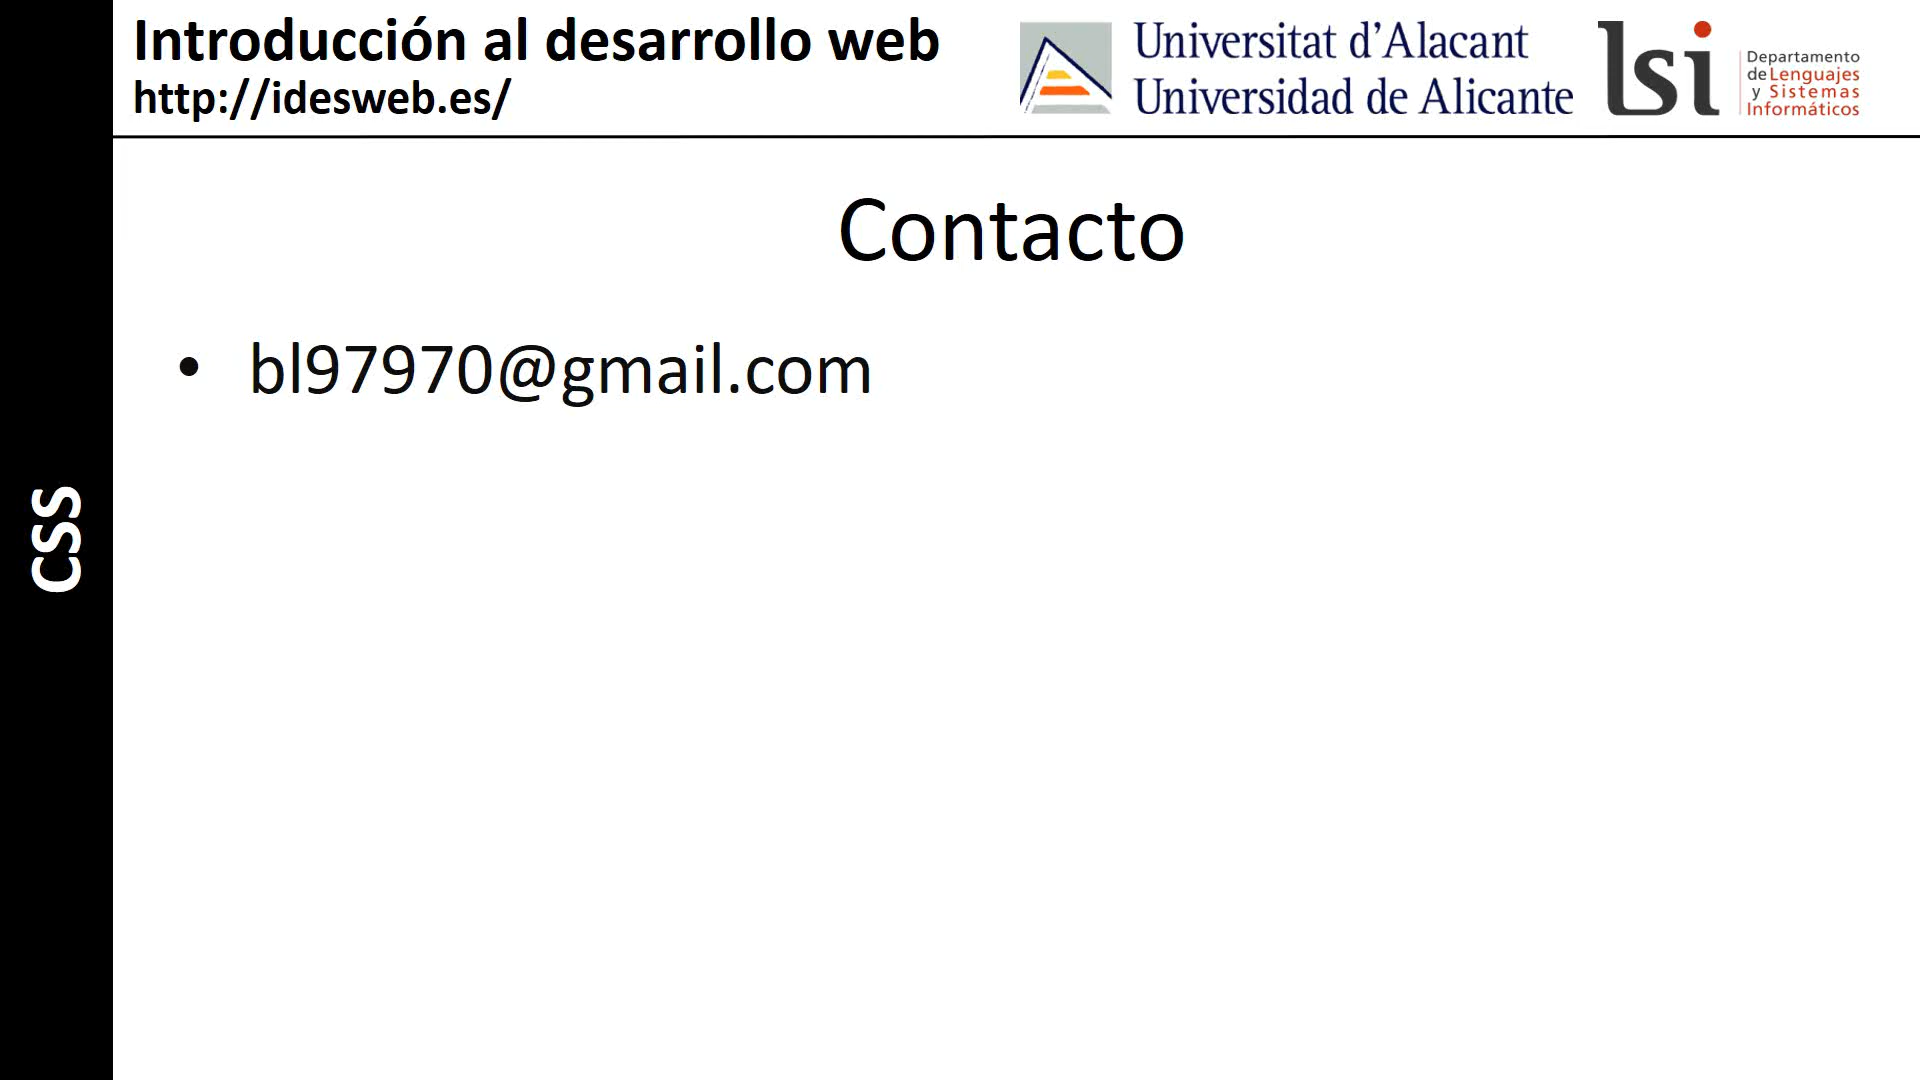 Introducción al desarrollo web
http://idesweb.es/
Universitat d'Alacant
Universidad de Alicante
lsi
Departamento
de Lenguajes
y Sistemas
Informáticos
CSS
Contacto
• bl97970@gmail.com